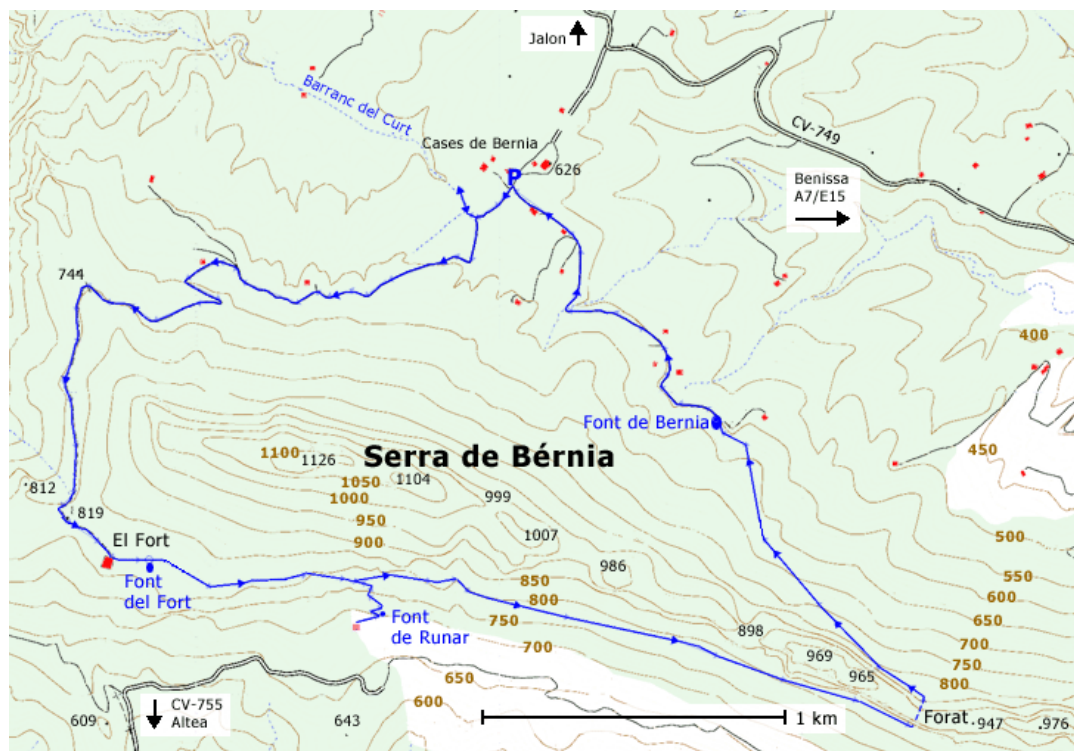 Jalon
Barranc del Curt
CV-749
Cases de Bernia
P
626
Benissa
A7/E15
744
400
Font de Bernia
Serra de Bérnia
1100
1126
450
1050
1104
812
1000
999
819
950
1007
500
El Fort
900
986
Font
del Fort
850
550
800
600
750
Font
de Runar
650
700
898
700
969
750
650
965
800
CV-755
Altea
600
609
643
1 km
Forat
947
976